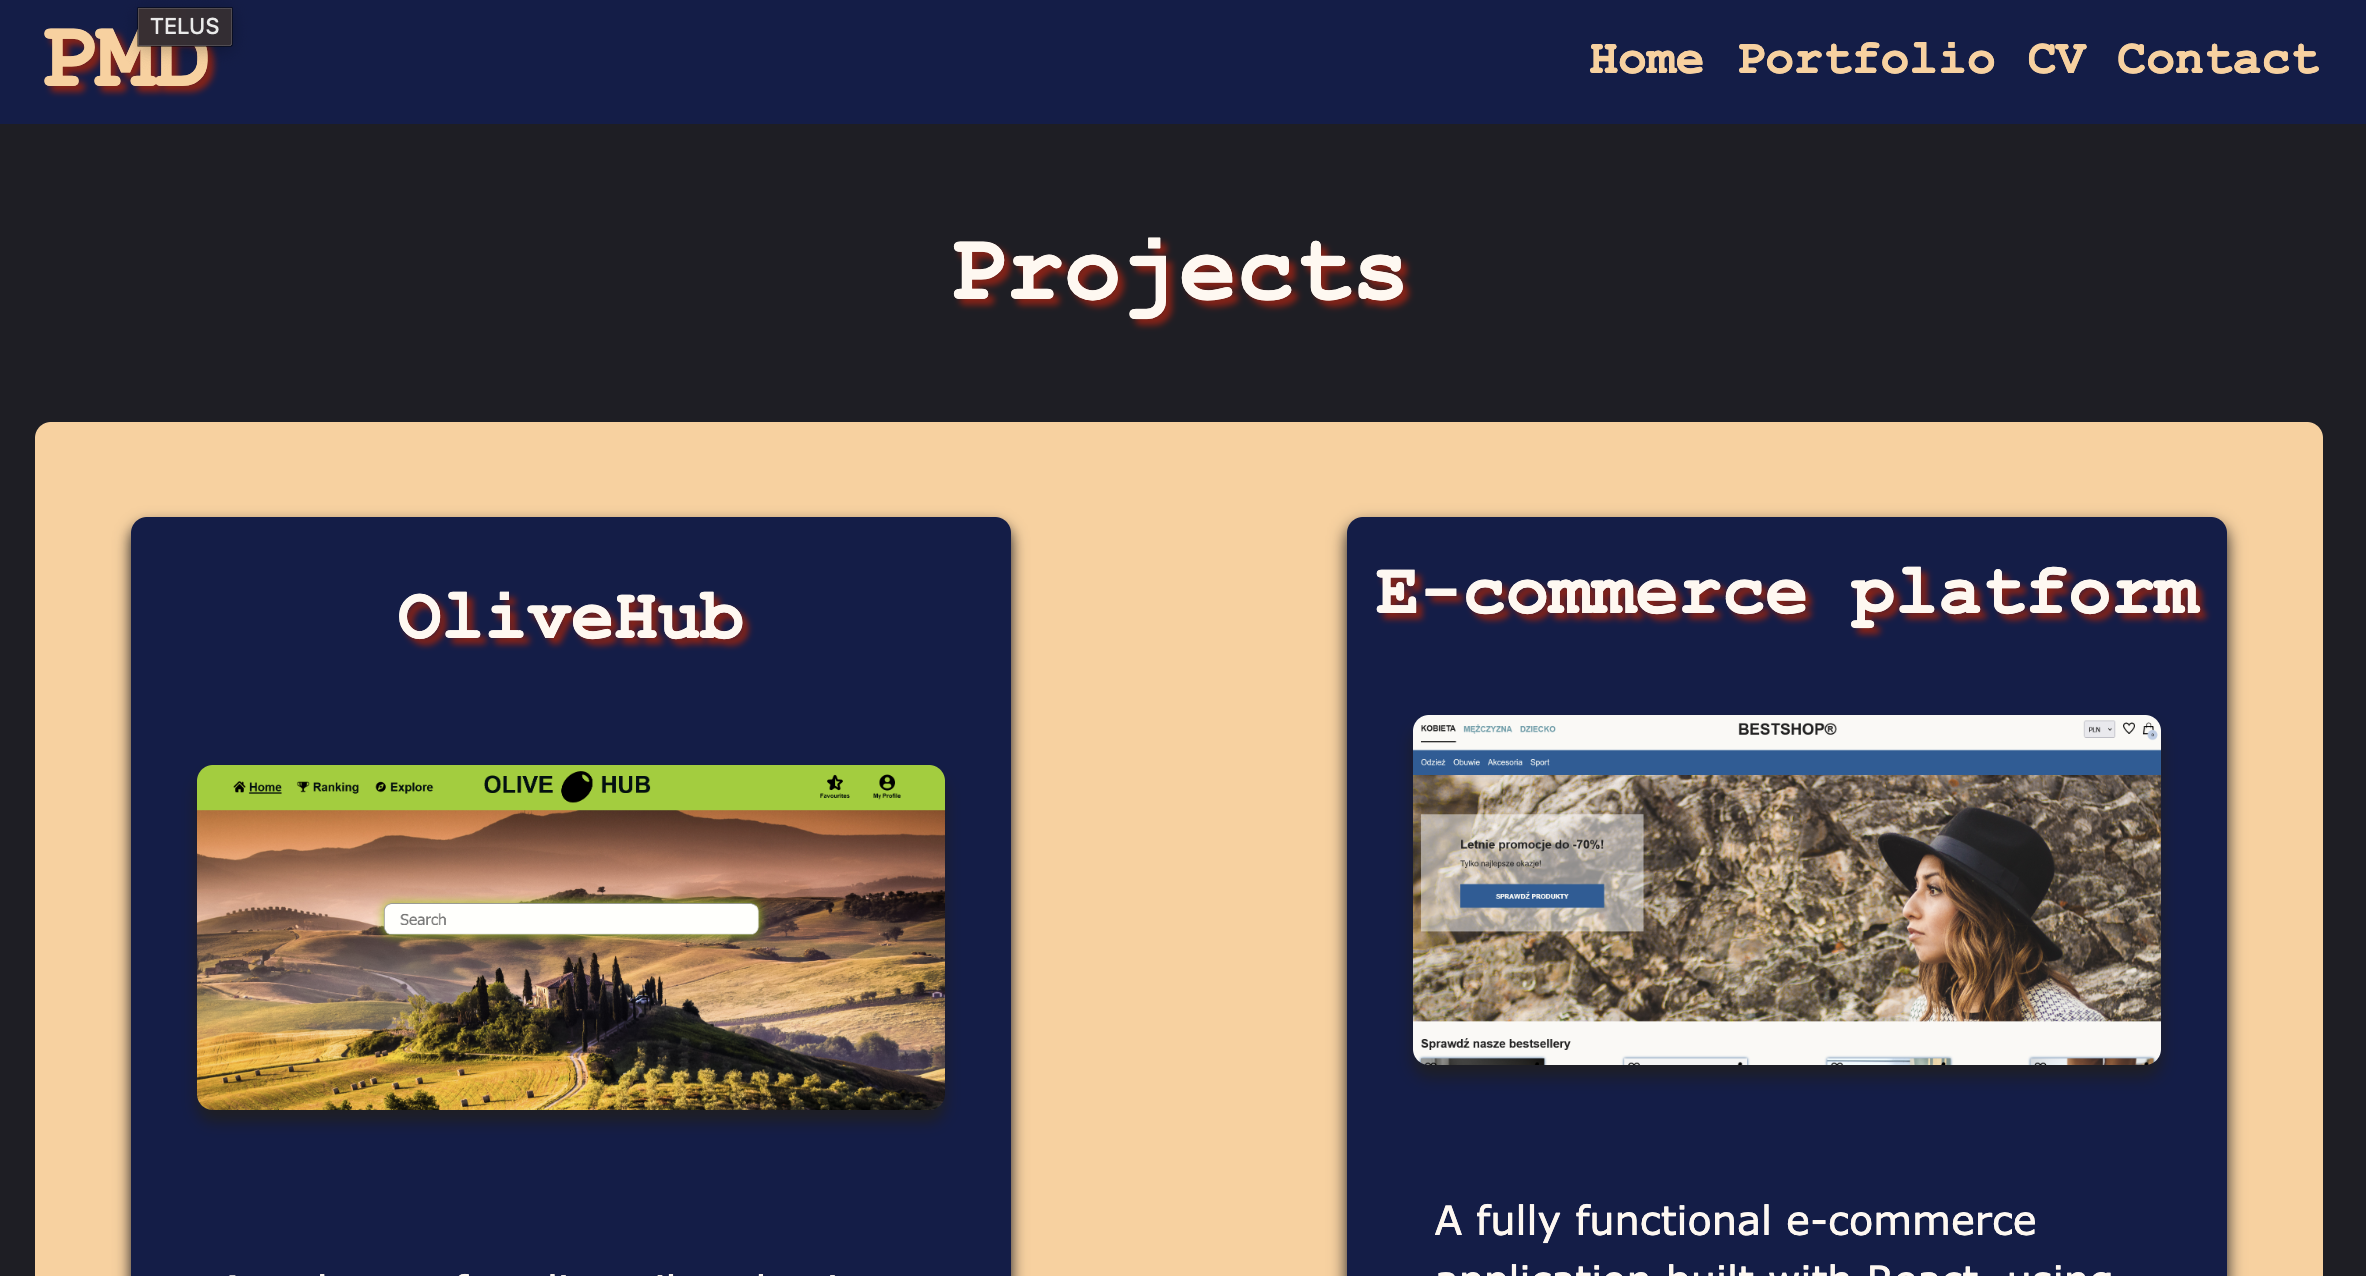 TELUS
PMD
Home Portfolio CV Contact
Projects
OliveHub
Home Ranking Explore OLIVE HUB Favourites My Profile
Search
E-commerce platform
KOBIETA MĘŻCZYZNA DZIECKO BESTSHOP® PLN
Odzież Obuwie Akcesoria Sport
Letnie promocje do -70%!
Tylko najlepsze okazje!
SPRAWDŹ PRODUKTY
Sprawdź nasze bestsellery
A fully functional e-commerce
application built with React, using